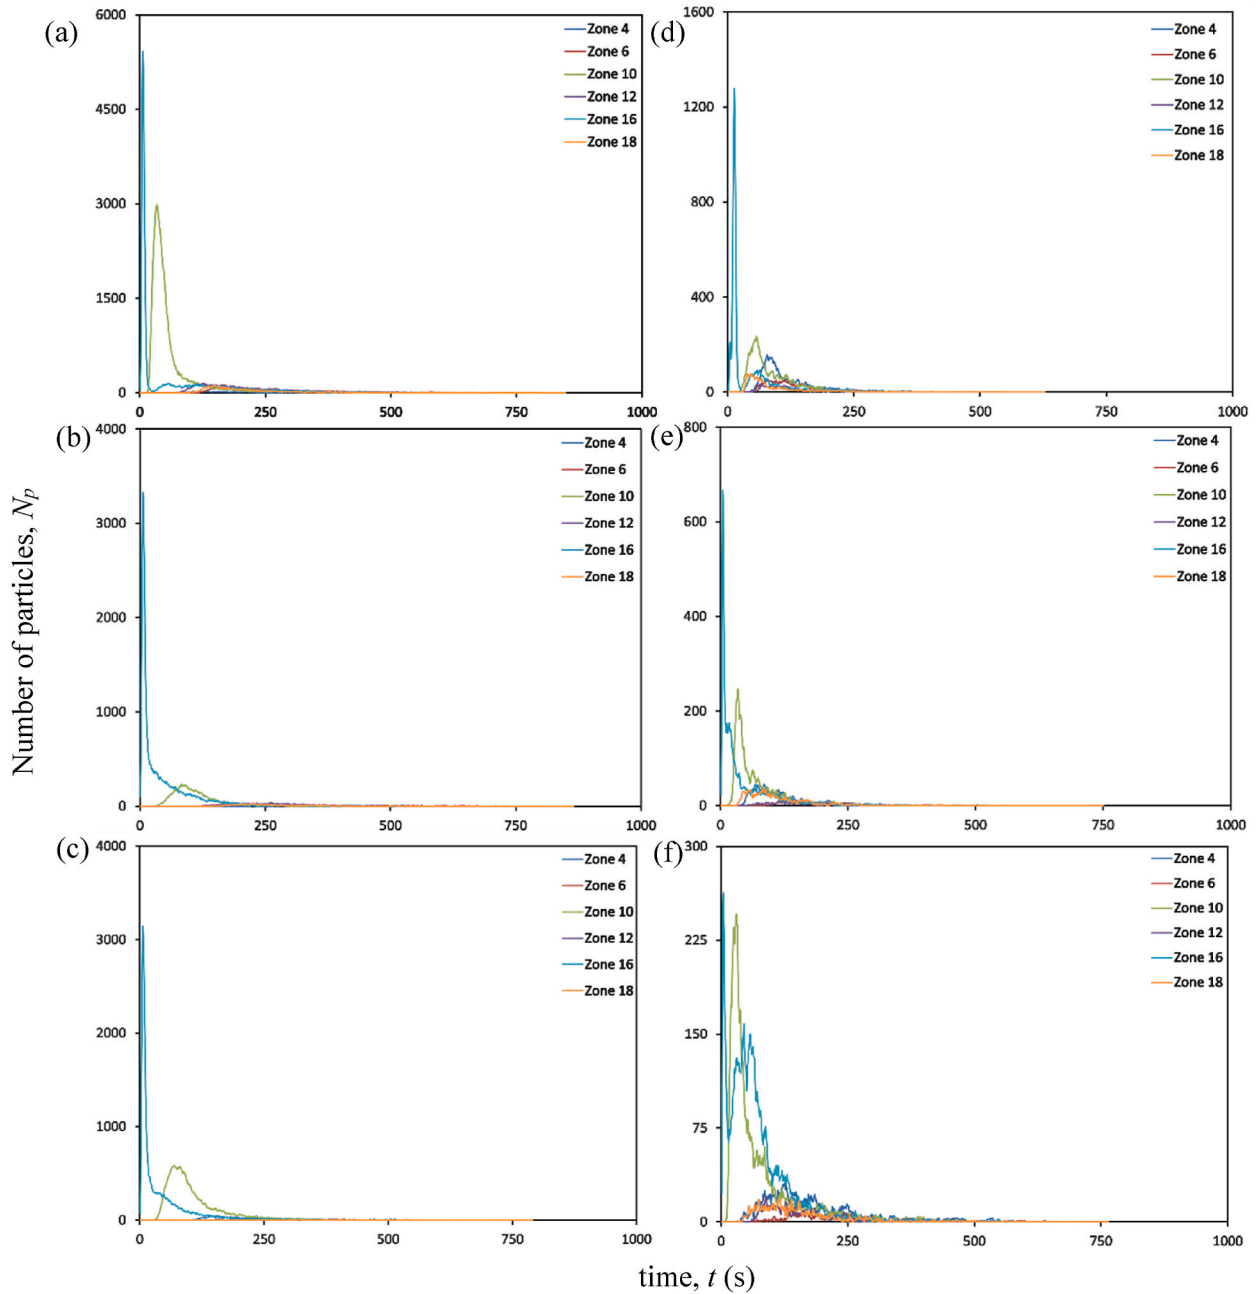 (a)
6000
4500
3000
1500
0
0
250
500
750
1000
Zone 4
Zone 6
Zone 10
Zone 12
Zone 16
Zone 18
(d)
1600
1200
800
400
0
0
250
500
750
1000
Zone 4
Zone 6
Zone 10
Zone 12
Zone 16
Zone 18
(b)
4000
3000
2000
1000
0
0
250
500
750
1000
Zone 4
Zone 6
Zone 10
Zone 12
Zone 16
Zone 18
(e)
800
600
400
200
0
0
250
500
750
1000
Zone 4
Zone 6
Zone 10
Zone 12
Zone 16
Zone 18
(c)
4000
3000
2000
1000
0
0
250
500
750
1000
Zone 4
Zone 6
Zone 10
Zone 12
Zone 16
Zone 18
(f)
300
225
150
75
0
0
250
500
750
1000
Zone 4
Zone 6
Zone 10
Zone 12
Zone 16
Zone 18
Number of particles, Np
time, t (s)